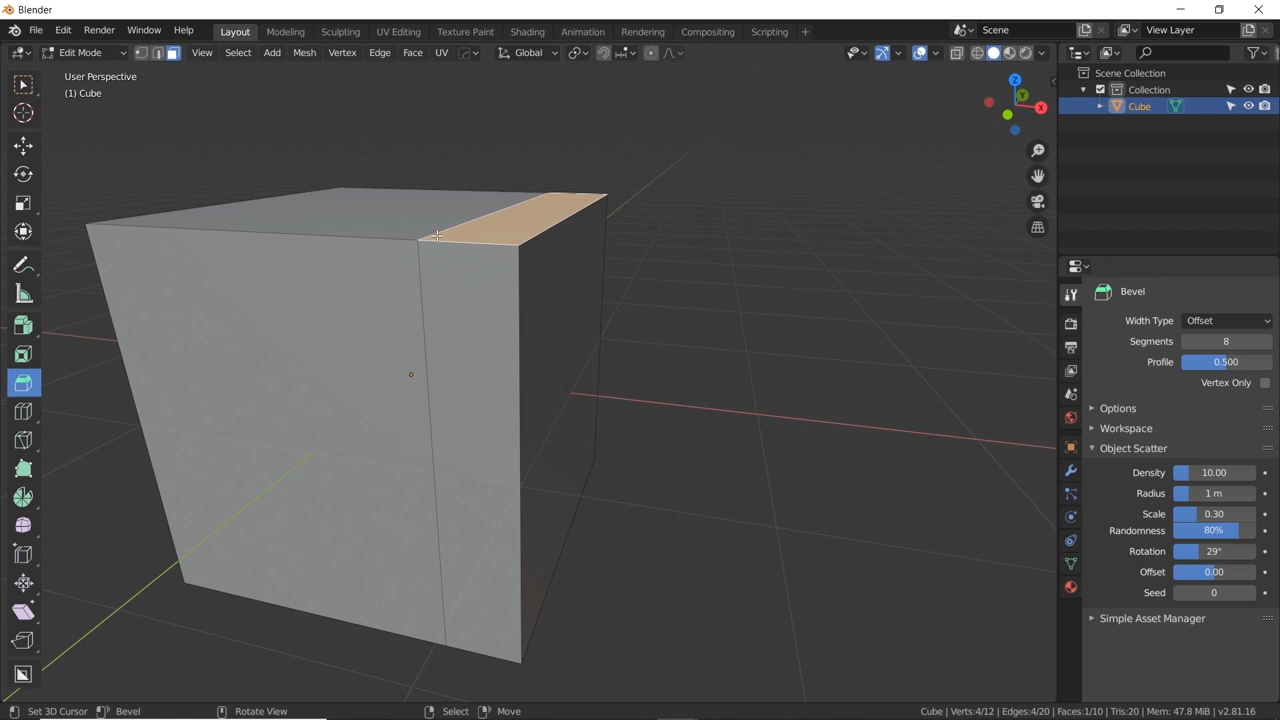 Blender
File Edit Render Window Help Layout Modeling Sculpting UV Editing Texture Paint Shading Animation Rendering Compositing Scripting + Scene View Layer
Edit Mode View Select Add Mesh Vertex Edge Face UV Global
User Perspective
(1) Cube
Z
Y
X
Scene Collection
Collection
Cube
Bevel
Width Type Offset
Segments 8
Profile 0.500
Vertex Only
Options
Workspace
Object Scatter
Density 10.00
Radius 1 m
Scale 0.30
Randomness 80%
Rotation 29°
Offset 0.00
Seed 0
Simple Asset Manager
Set 3D Cursor Bevel Rotate View Select Move Cube | Verts:4/12 | Edges:4/20 | Faces:1/10 | Tris:20 | Mem: 47.8 MiB | v2.81.16